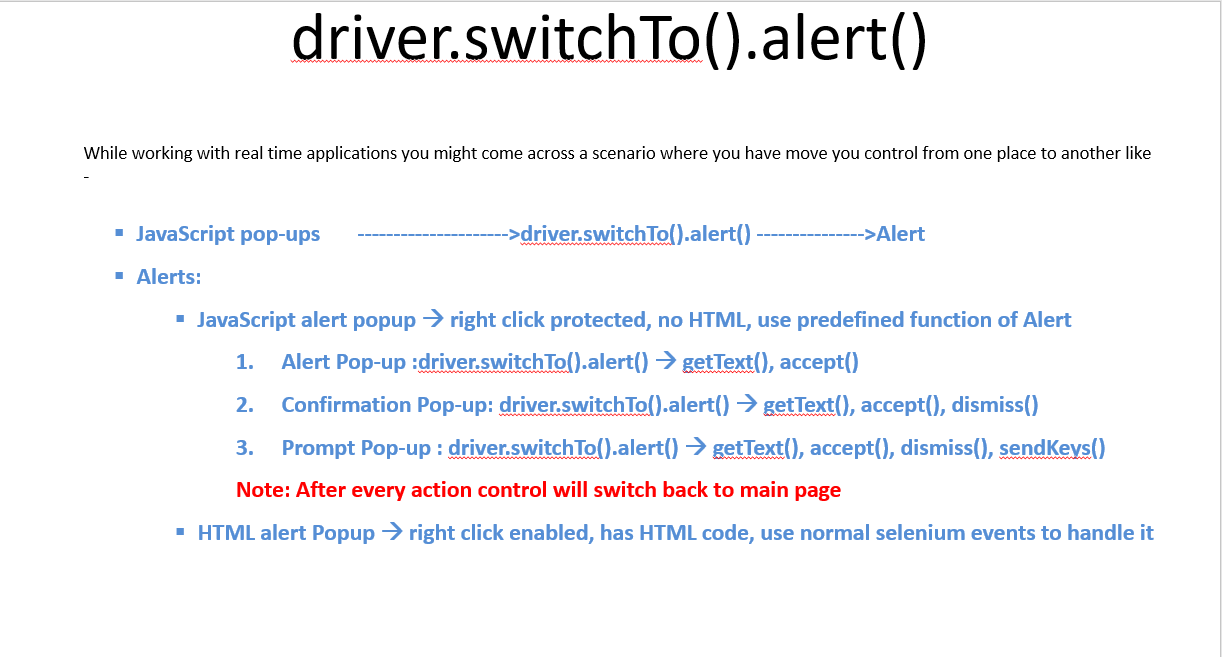 driver.switchTo().alert()
While working with real time applications you might come across a scenario where you have move you control from one place to another like
-
▪ JavaScript pop-ups --------------------->driver.switchTo().alert() --------------->Alert
▪ Alerts:
▪ JavaScript alert popup → right click protected, no HTML, use predefined function of Alert
1. Alert Pop-up :driver.switchTo().alert() → getText(), accept()
2. Confirmation Pop-up: driver.switchTo().alert() → getText(), accept(), dismiss()
3. Prompt Pop-up : driver.switchTo().alert() → getText(), accept(), dismiss(), sendKeys()
Note: After every action control will switch back to main page
▪ HTML alert Popup → right click enabled, has HTML code, use normal selenium events to handle it